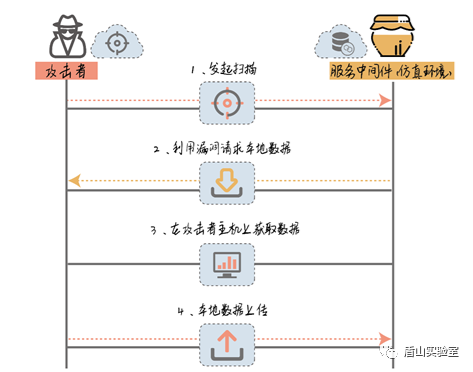 攻击者
服务中间件(仿真环境)
1、发起扫描
2、利用漏洞请求本地数据
3、在攻击者主机上获取数据
4、本地数据上传
盾山实验室